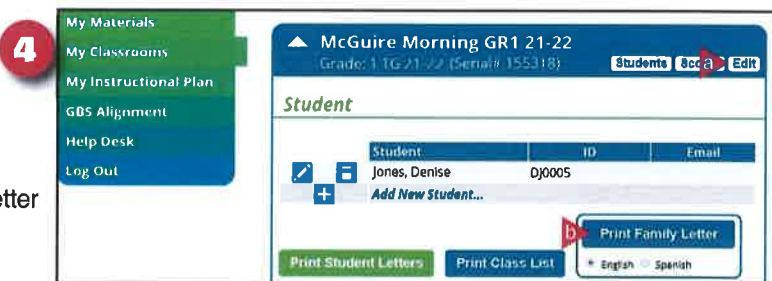 4
My Materials
My Classrooms
My Instructional Plan
GBS Alignment
Help Desk
Log Out
etter
McGuire Morning GR1 21-22
Grade: 1 TG-21-22 (Serial# 155318)
Students
a
Edit
Student
Student ID Email
Jones, Denise DJ0005
Add New Student...
b
Print Family Letter
English Spanish
Print Student Letters
Print Class List